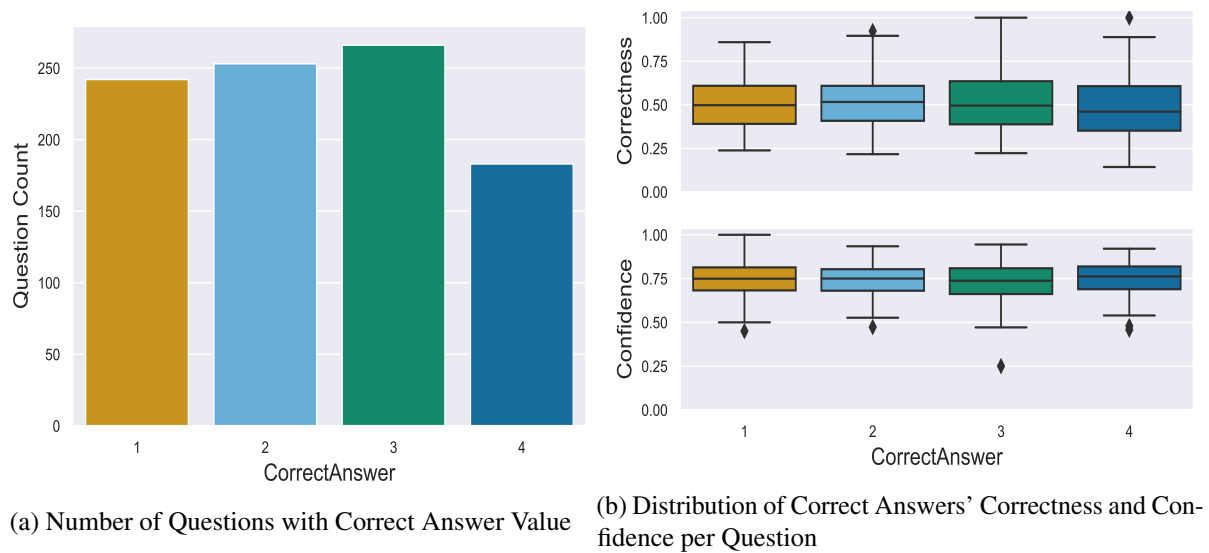 Question Count
250
200
150
100
50
0
1 2 3 4
CorrectAnswer
(a) Number of Questions with Correct Answer Value
Correctness
1.00
0.75
0.50
0.25
0.00
Confidence
1.00
0.75
0.50
0.25
0.00
1 2 3 4
CorrectAnswer
(b) Distribution of Correct Answers' Correctness and Con-
fidence per Question